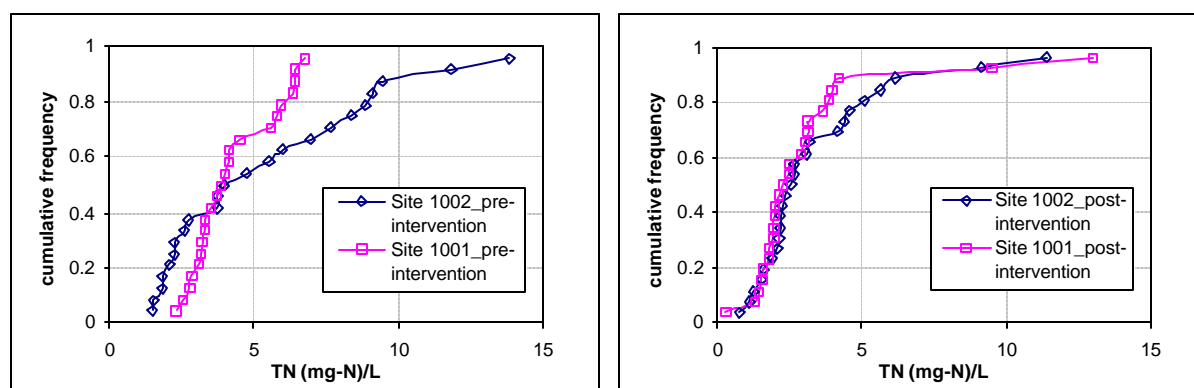 1
0.8
0.6
0.4
0.2
0
cumulative frequency
Site 1002_pre-
intervention
Site 1001_pre-
intervention
0 5 10 15
TN (mg-N)/L
1
0.8
0.6
0.4
0.2
0
cumulative frequency
Site 1002_post-
intervention
Site 1001_post-
intervention
0 5 10 15
TN (mg-N)/L